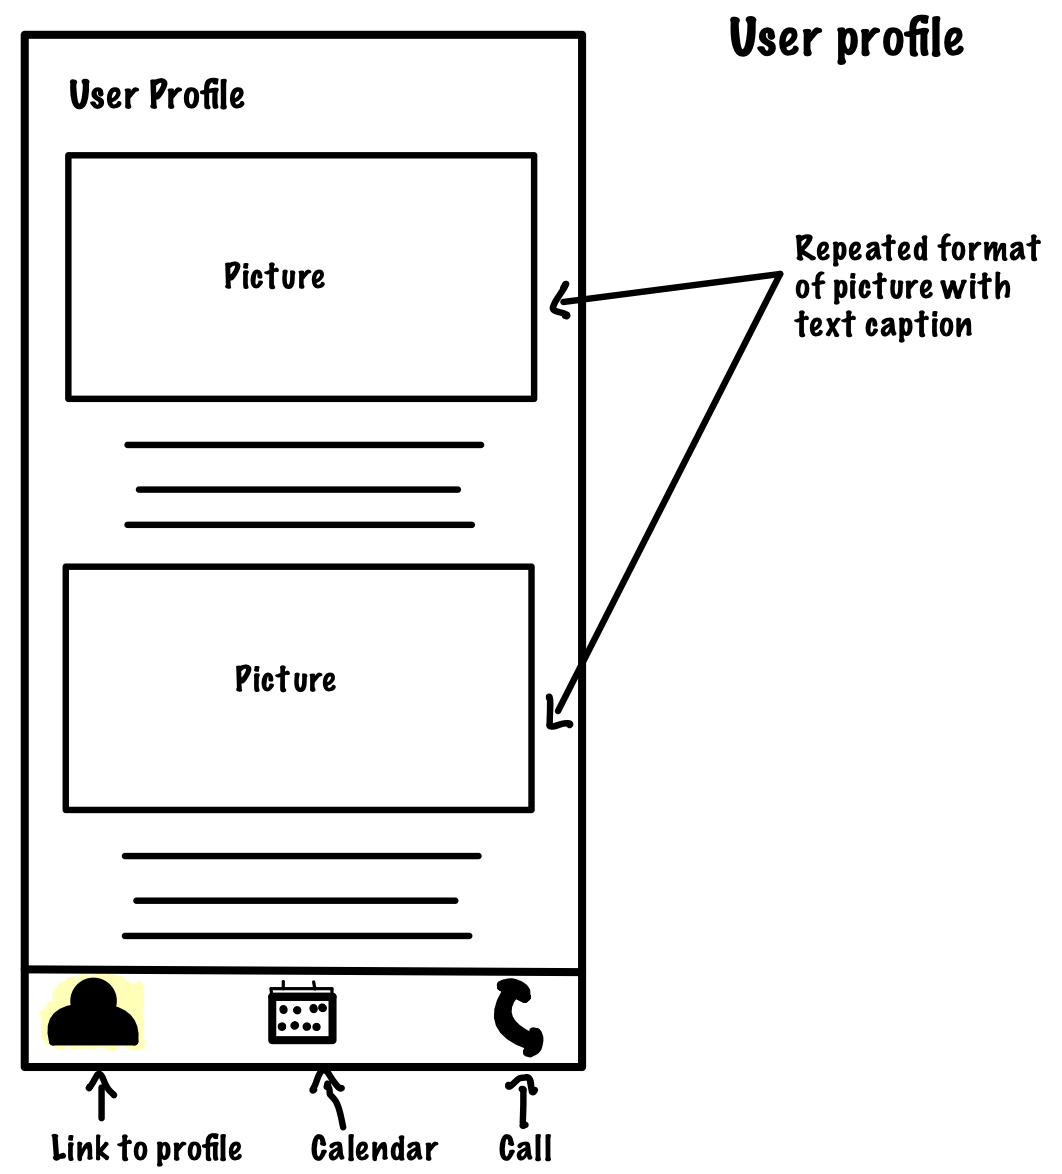 User profile
User Profile
Picture
Repeated format
of picture with
text caption
Picture
Link to profile
Calendar
Call